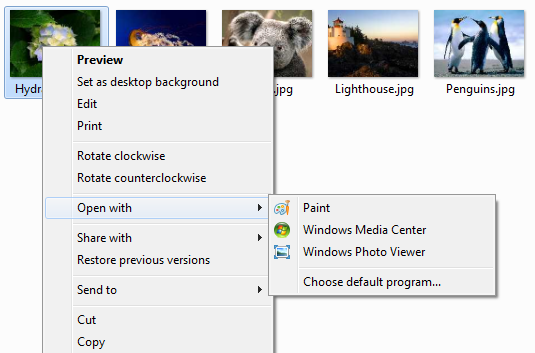 Hydr
.jpg
Lighthouse.jpg
Penguins.jpg
Preview
Set as desktop background
Edit
Print
Rotate clockwise
Rotate counterclockwise
Open with
Share with
Restore previous versions
Send to
Cut
Copy
Paint
Windows Media Center
Windows Photo Viewer
Choose default program...